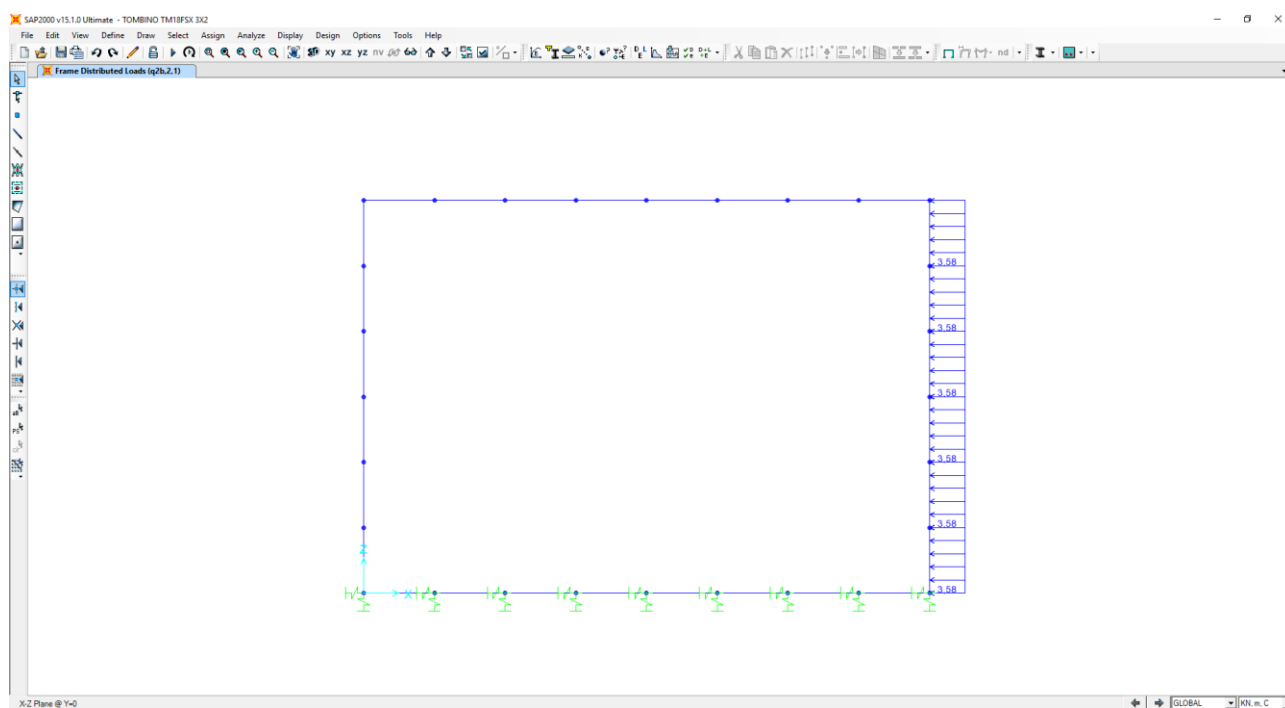 SAP2000 v15.1.0 Ultimate - TOMBINO TM18FSX 3X2
File Edit View Define Draw Select Assign Analyze Display Design Options Tools Help
xy xz yz nv nd
Frame Distributed Loads (q2b,2,1)
3.58
3.58
3.58
3.58
3.58
3.58
Z
X
X-Z Plane @ Y=0
GLOBAL
KN, m, C